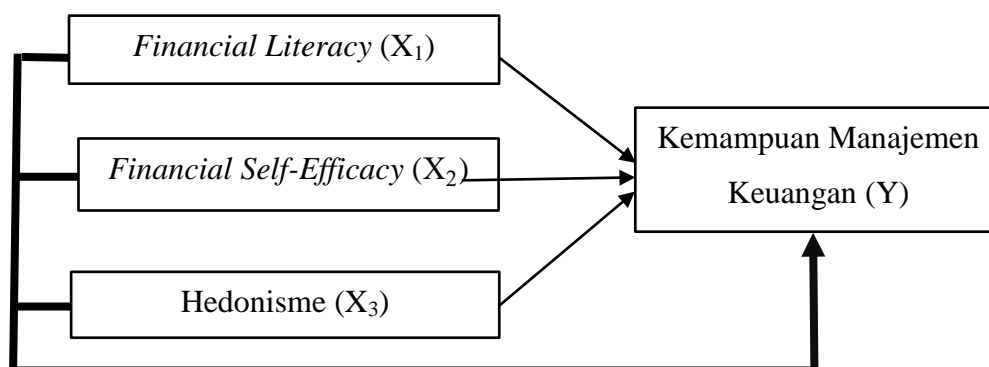 Financial Literacy (X₁)
Financial Self-Efficacy (X₂)
Hedonisme (X₃)
Kemampuan Manajemen
Keuangan (Y)